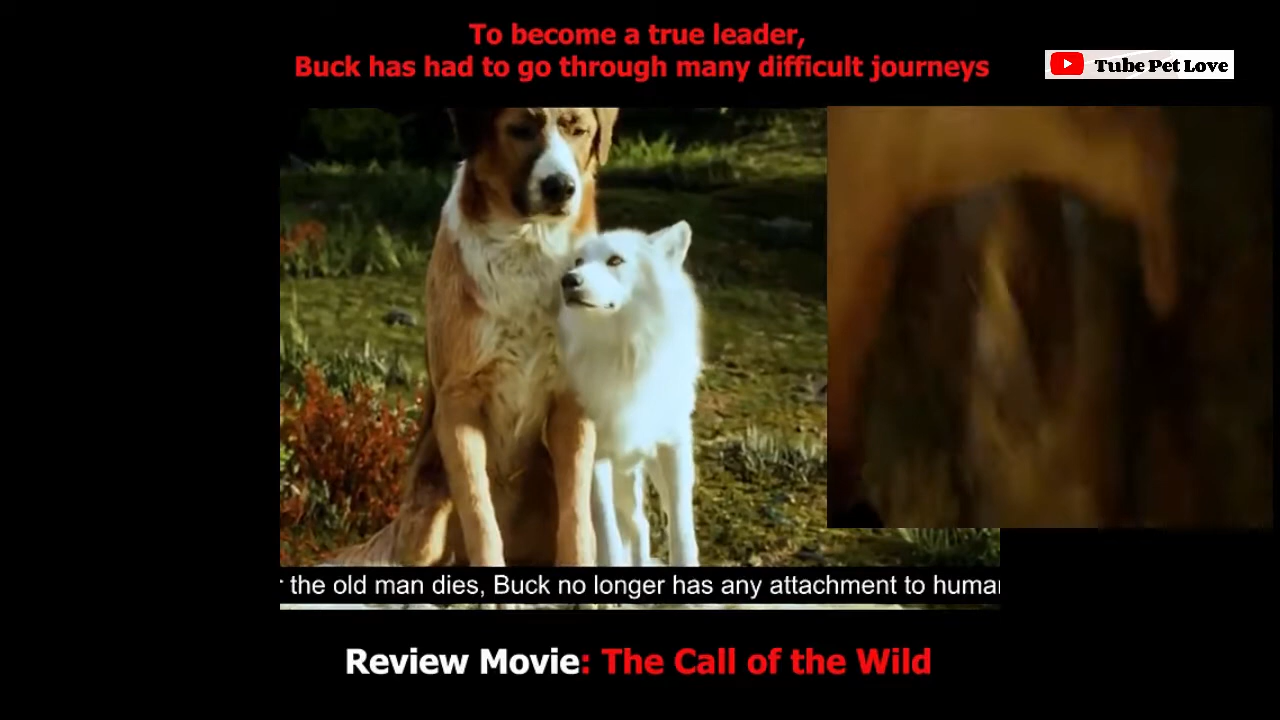 To become a true leader,
Buck has had to go through many difficult journeys
Tube Pet Love
the old man dies, Buck no longer has any attachment to
Review Movie: The Call of the Wild